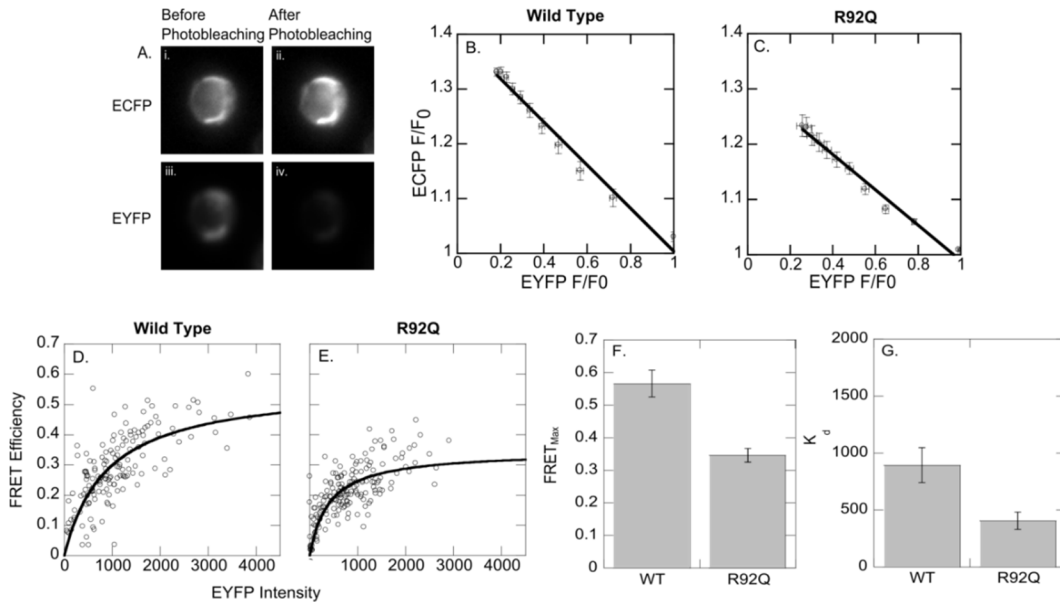 Before After
Photobleaching Photobleaching
A.
i. ii.
ECFP
iii. iv.
EYFP
Wild Type
B.
1.4
1.3
1.2
1.1
1
ECFP F/F0
0 0.2 0.4 0.6 0.8 1
EYFP F/F0
R92Q
C.
1.4
1.3
1.2
1.1
1
0 0.2 0.4 0.6 0.8 1
EYFP F/F0
Wild Type
D.
0.7
0.6
0.5
0.4
0.3
0.2
0.1
0
FRET Efficiency
0 1000 2000 3000 4000
R92Q
E.
0 1000 2000 3000 4000
EYFP Intensity
F.
0.7
0.6
0.5
0.4
0.3
0.2
0.1
0
FRETMax
WT R92Q
G.
2000
1500
1000
500
0
Kd
WT R92Q